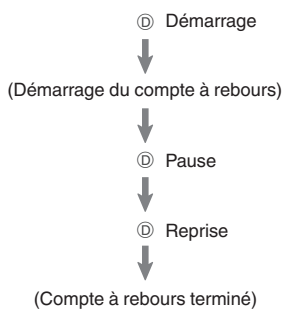 Ⓓ Démarrage
(Démarrage du compte à rebours)
Ⓓ Pause
Ⓓ Reprise
(Compte à rebours terminé)